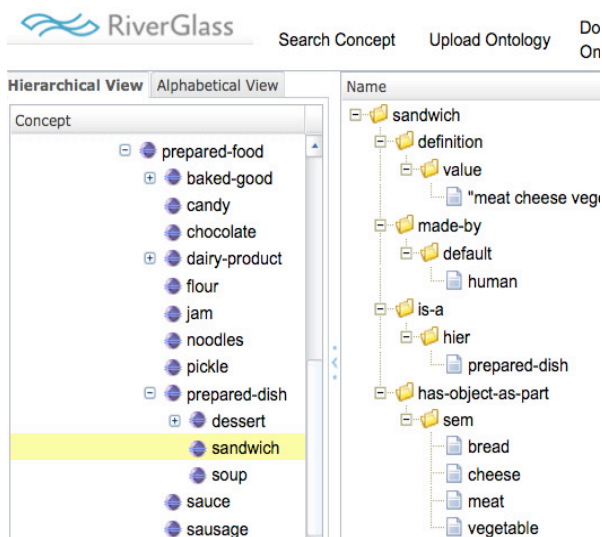 RiverGlass
Search Concept
Upload Ontology
Hierarchical View
Alphabetical View
Concept
prepared-food
baked-good
candy
chocolate
dairy-product
flour
jam
noodles
pickle
prepared-dish
dessert
sandwich
soup
sauce
sausage
Name
sandwich
definition
value
"meat cheese
made-by
default
human
is-a
hier
prepared-dish
has-object-as-part
sem
bread
cheese
meat
vegetable